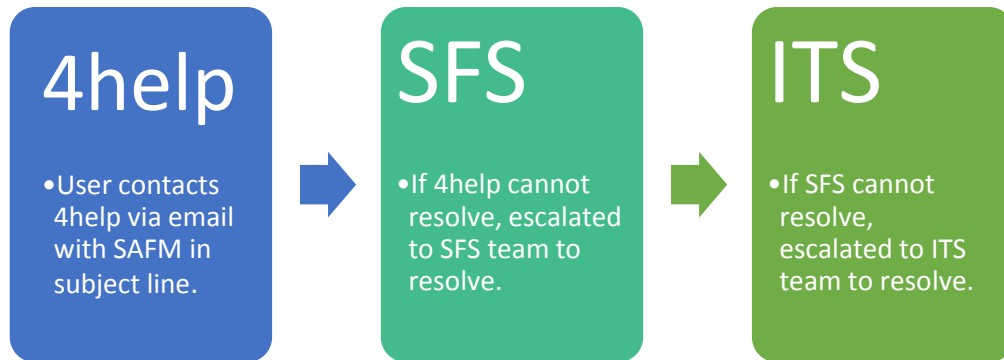 4help
•User contacts
4help via email
with SAFM in
subject line.
SFS
•If 4help cannot
resolve, escalated
to SFS team to
resolve.
ITS
•If SFS cannot
resolve,
escalated to ITS
team to resolve.